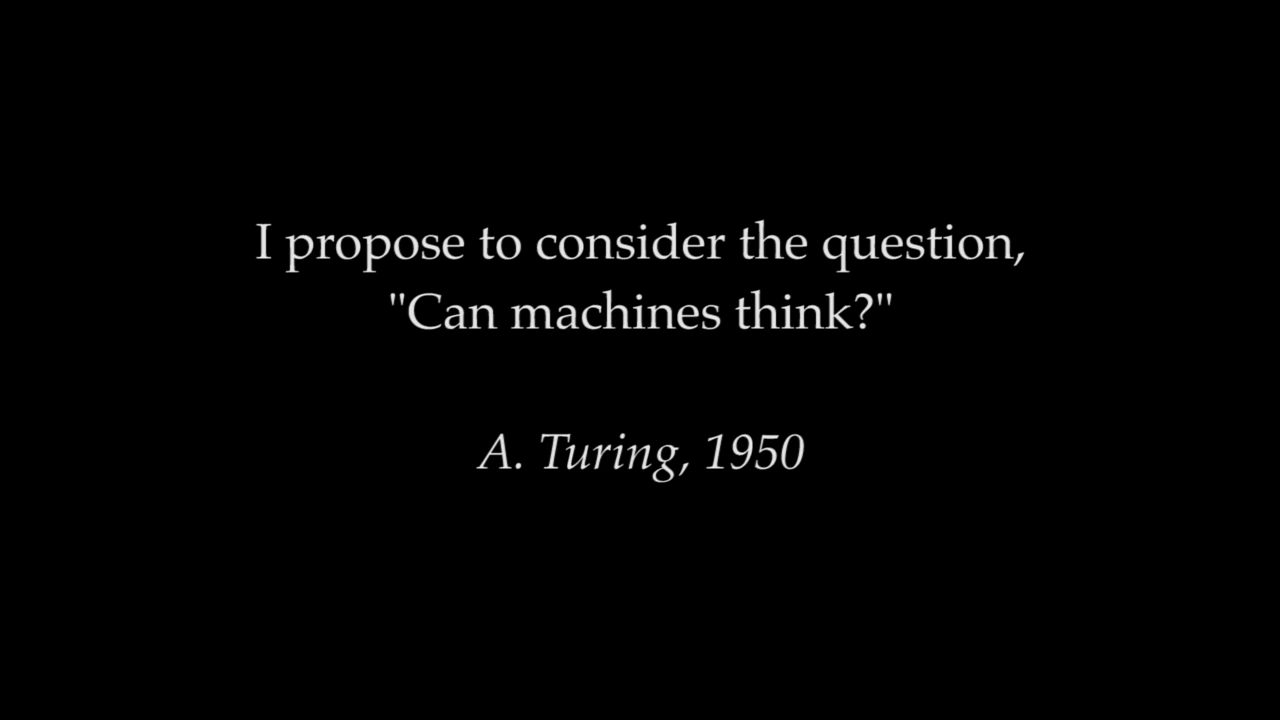 I propose to consider the question,
"Can machines think?"
A. Turing, 1950